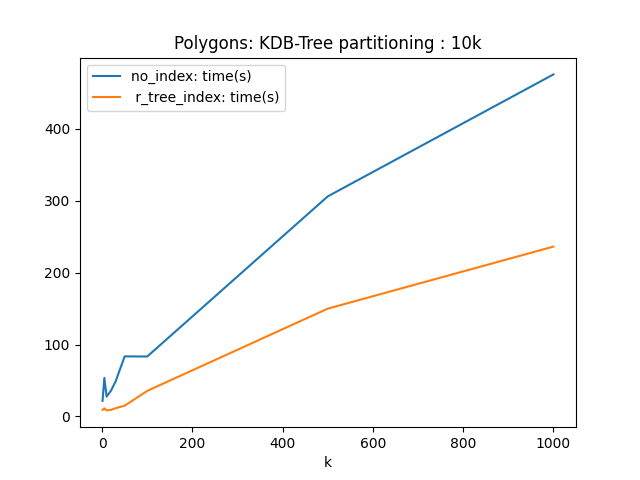 Polygons: KDB-Tree partitioning : 10k
no_index: time(s)
r_tree_index: time(s)
400
300
200
100
0
0 200 400 600 800 1000
k